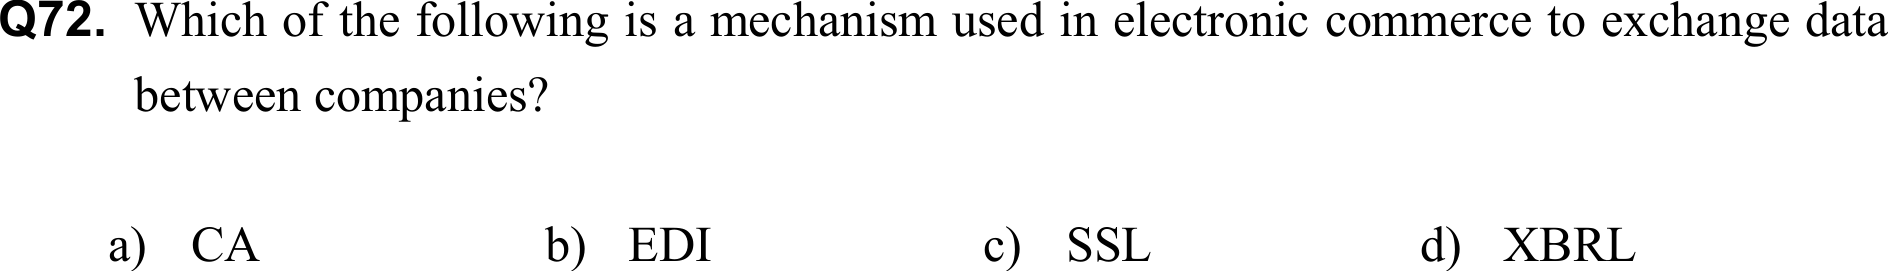 Q72. Which of the following is a mechanism used in electronic commerce to exchange data
between companies?
a) CA b) EDI c) SSL d) XBRL